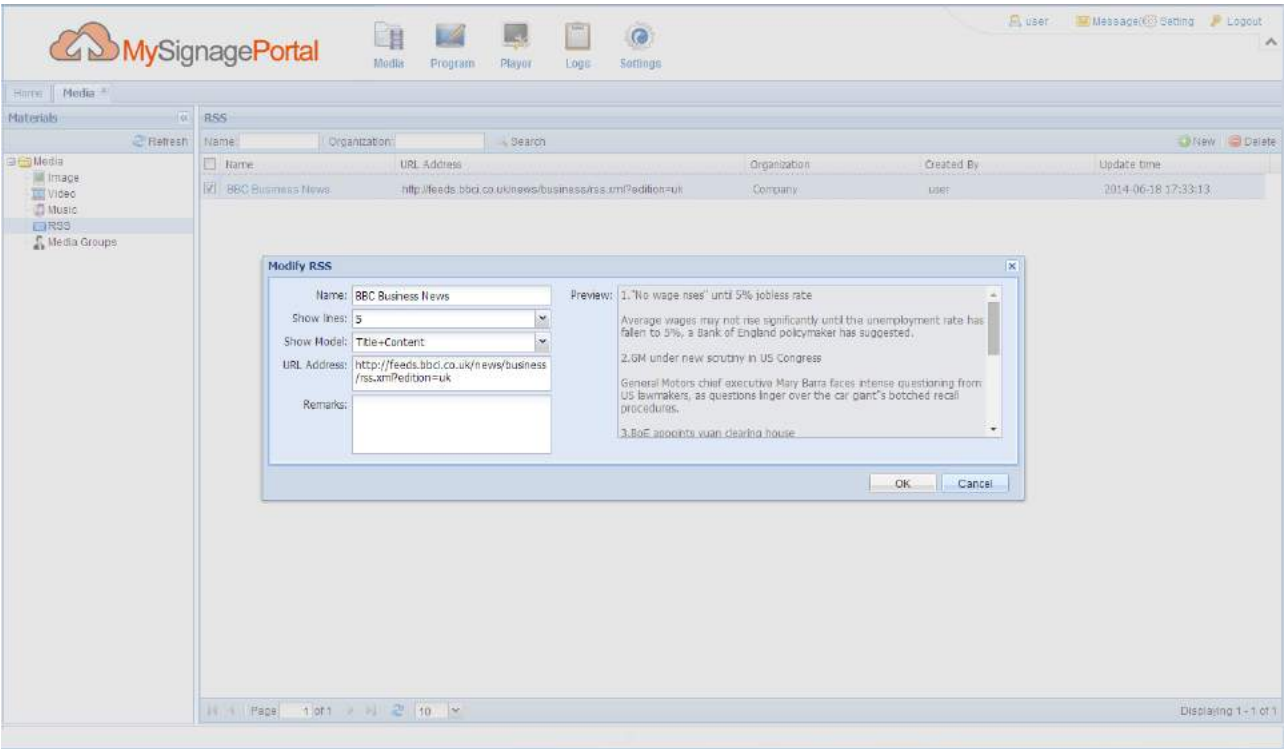 user Message(0) Setting Logout
MySignagePortal
Media Program Player Logs Settings
Home Media
Materials RSS
Refresh Name: Organization: Search New Delete
Media Name URL Address Organization Created By Update time
Image
Video BBC Business News http://feeds.bbci.co.uk/news/business/rss.xml?edition=uk Company user 2014-06-18 17:33:13
Music
RSS
Media Groups
Modify RSS
Name: BBC Business News
Show lines: 5
Show Model: Title+Content
URL Address: http://feeds.bbci.co.uk/news/business
/rss.xml?edition=uk
Remarks:
Preview: 1."No wage rises" until 5% jobless rate
Average wages may not rise significantly until the unemployment rate has
fallen to 5%, a Bank of England policymaker has suggested.
2.GM under new scrutiny in US Congress
General Motors chief executive Mary Barra faces intense questioning from
US lawmakers, as questions linger over the car giant"s botched recall
procedures.
3.BoE appoints yuan clearing house
OK Cancel
Page 1 of 1 10 Displaying 1 - 1 of 1